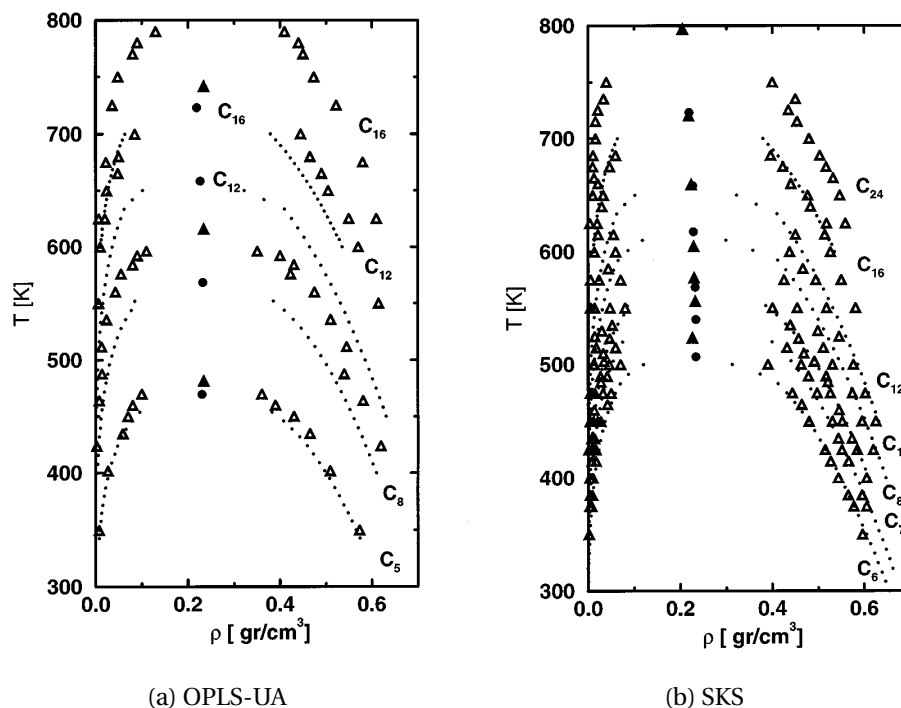 800
700
600
500
400
300
T [K]
C16
C12
C16
C12
C8
C5
0.0
0.2
0.4
0.6
ρ [ gr/cm³]
(a) OPLS-UA
800
700
600
500
400
300
T [K]
C24
C16
C12
C8
C6
0.0
0.2
0.4
0.6
ρ [ gr/cm³]
(b) SKS